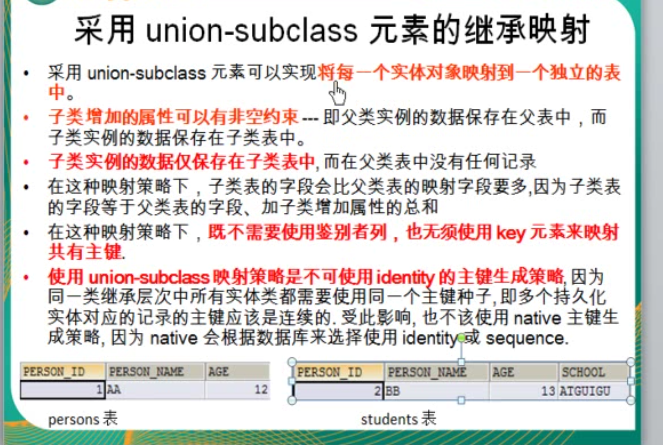 采用 union-subclass 元素的继承映射
• 采用 union-subclass 元素可以实现将每一个实体对象映射到一个独立的表
中。
• 子类增加的属性可以有非空约束 --- 即父类实例的数据保存在父表中，而
子类实例的数据保存在子类表中。
• 子类实例的数据仅保存在子类表中, 而在父类表中没有任何记录
• 在这种映射策略下，子类表的字段会比父类表的映射字段要多,因为子类表
的字段等于父类表的字段、加子类增加属性的总和
• 在这种映射策略下，既不需要使用鉴别者列，也无须使用 key 元素来映射
共有主键.
• 使用 union-subclass 映射策略是不可使用 identity 的主键生成策略, 因为
同一类继承层次中所有实体类都需要使用同一个主键种子, 即多个持久化
实体对应的记录的主键应该是连续的. 受此影响, 也不该使用 native 主键生
成策略, 因为 native 会根据数据库来选择使用 identity 或 sequence.
PERSON_ID PERSON_NAME AGE
1 AA 12
persons 表
PERSON_ID PERSON_NAME AGE SCHOOL
2 BB 13 ATGUIGU
students 表